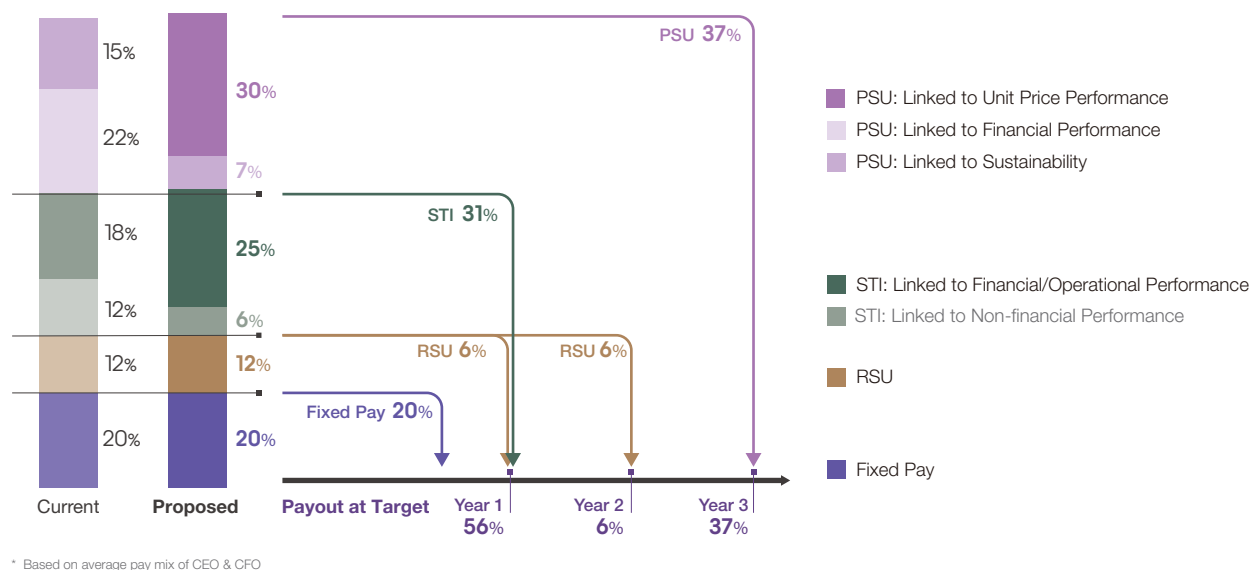 15%
22%
18%
12%
12%
20%
Current
30%
7%
25%
6%
12%
20%
Proposed
PSU 37%
STI 31%
RSU 6%
RSU 6%
Fixed Pay 20%
Payout at Target
Year 1
56%
Year 2
6%
Year 3
37%
PSU: Linked to Unit Price Performance
PSU: Linked to Financial Performance
PSU: Linked to Sustainability
STI: Linked to Financial/Operational Performance
STI: Linked to Non-financial Performance
RSU
Fixed Pay
* Based on average pay mix of CEO & CFO